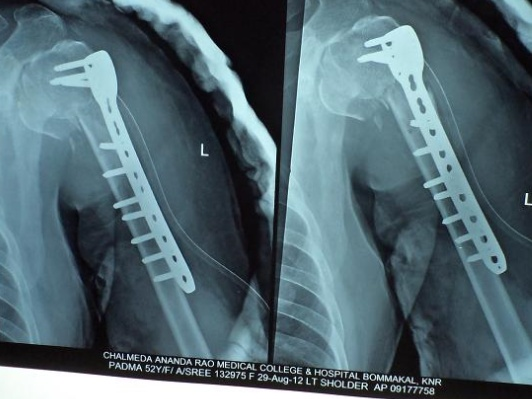 L
L
CHALMEDA ANANDA RAO MEDICAL COLLEGE & HOSPITAL BOMMAKAL, KNR
PADMA 52Y/F/ A/SREE 132975 F 29-Aug-12 LT SHOLDER AP 09177758